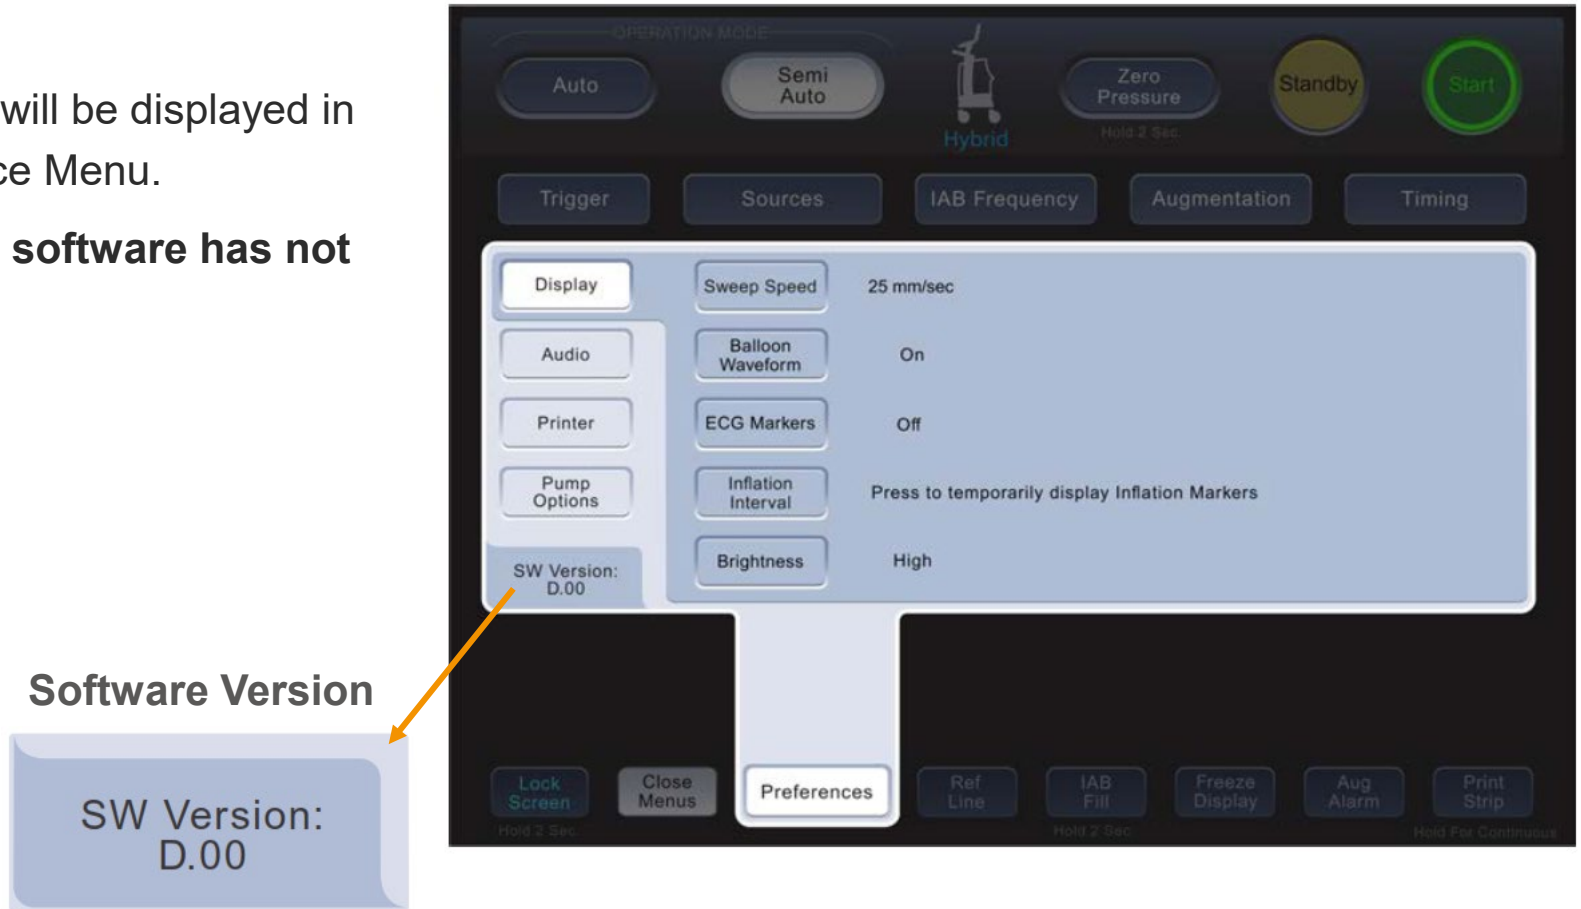 will be displayed in
ce Menu.
software has not
OPERATION MODE
Auto
Semi
Auto
Hybrid
Zero
Pressure
Hold 2 Sec.
Standby
Start
Trigger
Sources
IAB Frequency
Augmentation
Timing
Display
Sweep Speed
25 mm/sec
Audio
Balloon
Waveform
On
Printer
ECG Markers
Off
Pump
Options
Inflation
Interval
Press to temporarily display Inflation Markers
SW Version:
D.00
Brightness
High
Software Version
SW Version:
D.00
Lock
Screen
Hold 2 Sec.
Close
Menus
Preferences
Ref
Line
IAB
Fill
Hold 2 Sec.
Freeze
Display
Aug
Alarm
Print
Strip
Hold For Continuous